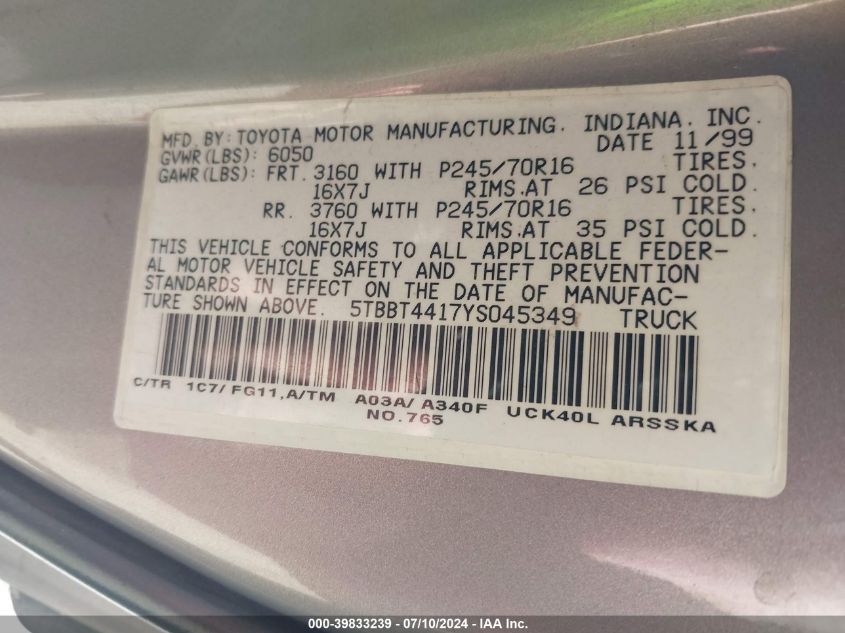 MFD. BY: TOYOTA MOTOR MANUFACTURING, INDIANA, INC.
GVWR(LBS): 6050 DATE 11/99
GAWR(LBS): FRT. 3160 WITH P245/70R16 TIRES.
16X7J RIMS.AT 26 PSI COLD.
RR. 3760 WITH P245/70R16 TIRES.
16X7J RIMS.AT 35 PSI COLD.
THIS VEHICLE CONFORMS TO ALL APPLICABLE FEDER-
AL MOTOR VEHICLE SAFETY AND THEFT PREVENTION
STANDARDS IN EFFECT ON THE DATE OF MANUFAC-
TURE SHOWN ABOVE. 5TBBT4417YS045349 TRUCK
C/TR 1C7/FG11,A/TM A03A/A340F UCK40L ARSSKA
NO.765
000-39833239 - 07/10/2024 - IAA Inc.